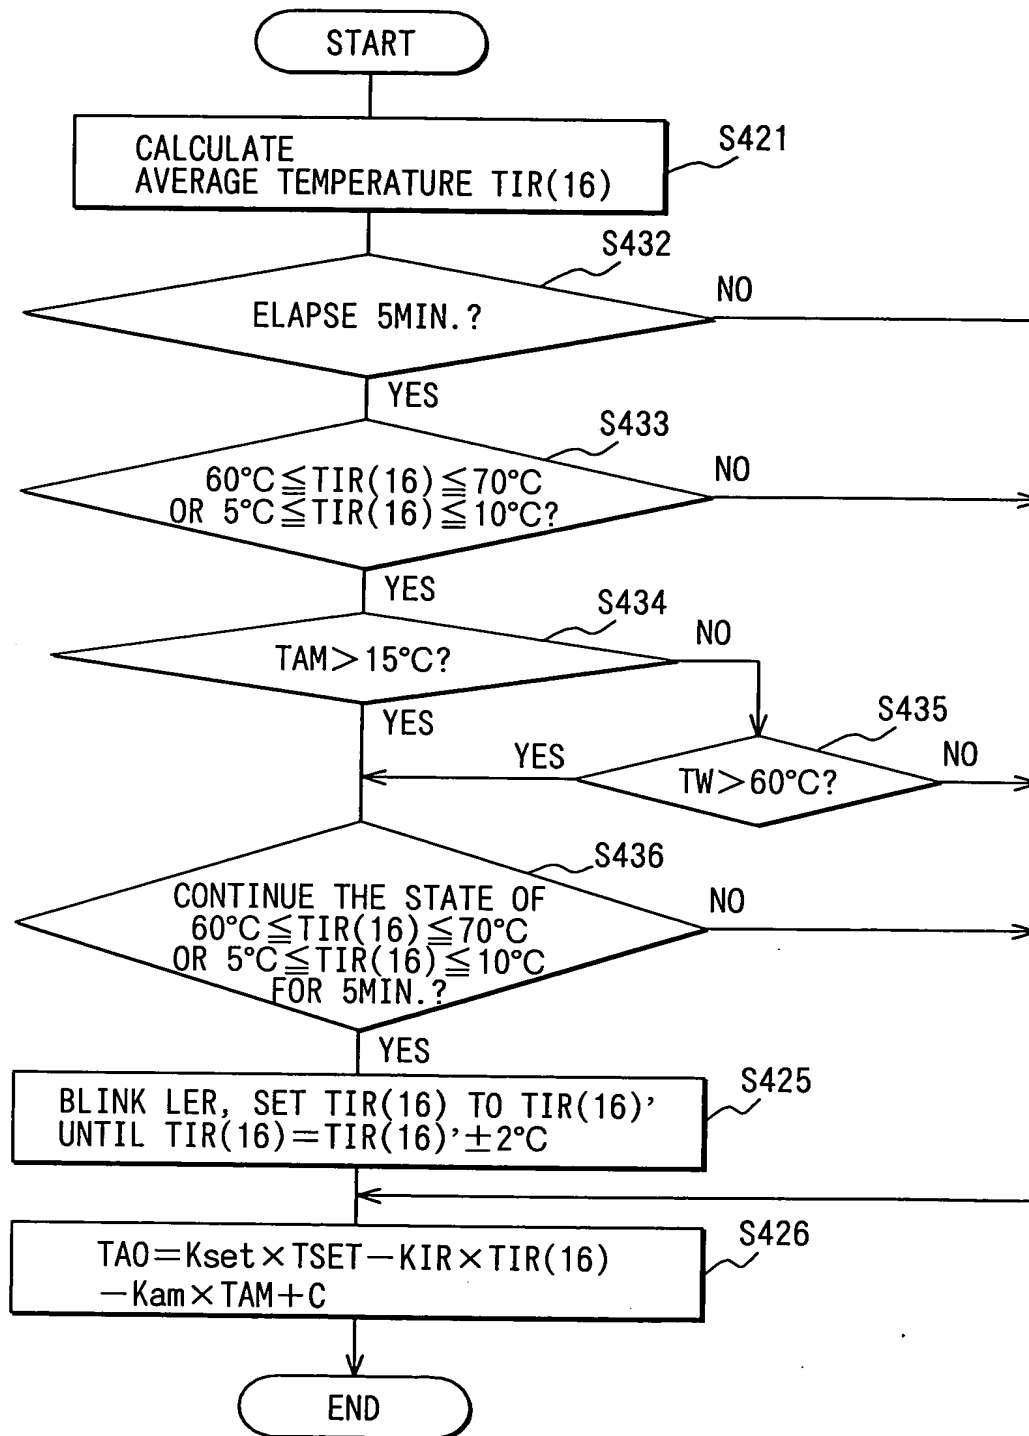 START
CALCULATE
AVERAGE TEMPERATURE TIR(16)
S421
S432
ELAPSE 5MIN.?
NO
YES
S433
60°C≦TIR(16)≦70°C
OR 5°C≦TIR(16)≦10°C?
NO
YES
S434
TAM>15°C?
NO
YES
S435
YES
TW>60°C?
NO
S436
CONTINUE THE STATE OF
60°C≦TIR(16)≦70°C
OR 5°C≦TIR(16)≦10°C
FOR 5MIN.?
NO
YES
S425
BLINK LER, SET TIR(16) TO TIR(16)'
UNTIL TIR(16)=TIR(16)'±2°C
S426
TAO=Kset×TSET−KIR×TIR(16)
−Kam×TAM+C
END